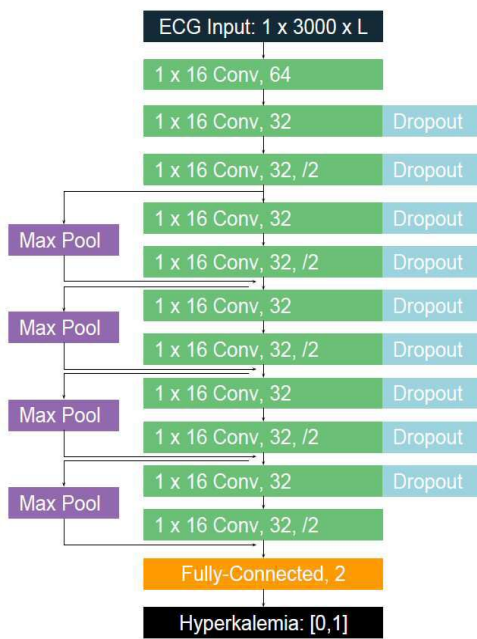 ECG Input: 1 x 3000 x L
1 x 16 Conv, 64
1 x 16 Conv, 32 Dropout
1 x 16 Conv, 32, /2 Dropout
1 x 16 Conv, 32 Dropout
Max Pool
1 x 16 Conv, 32, /2 Dropout
1 x 16 Conv, 32 Dropout
Max Pool
1 x 16 Conv, 32, /2 Dropout
1 x 16 Conv, 32 Dropout
Max Pool
1 x 16 Conv, 32, /2 Dropout
1 x 16 Conv, 32 Dropout
Max Pool
1 x 16 Conv, 32, /2
Fully-Connected, 2
Hyperkalemia: [0,1]